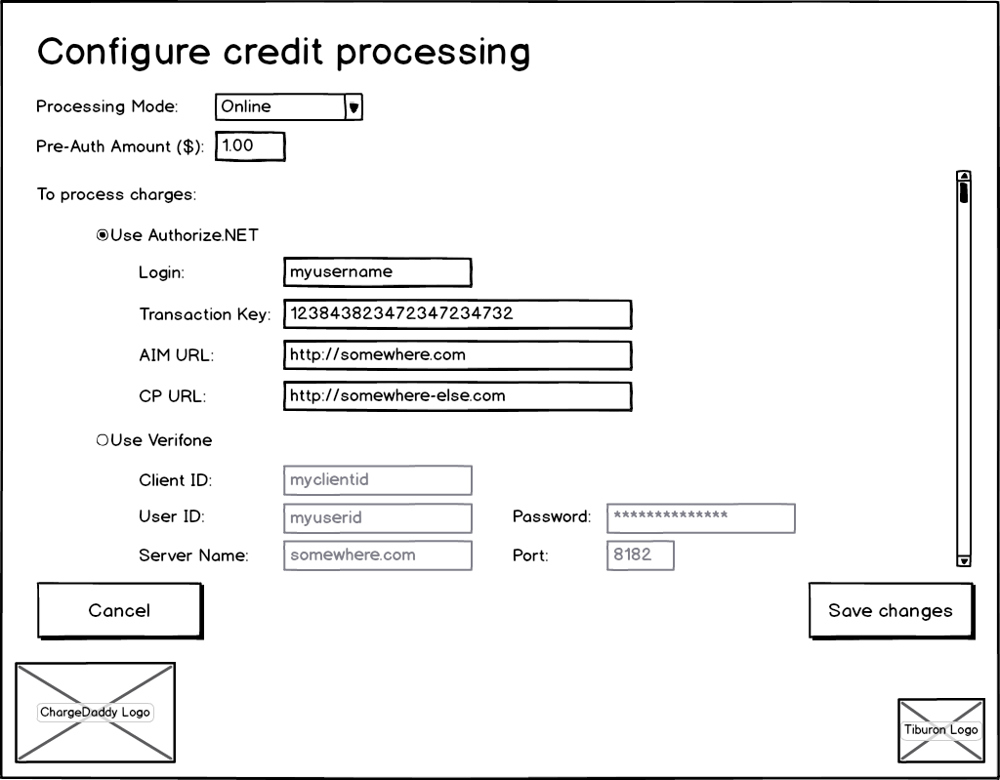 Configure credit processing
Processing Mode: Online
Pre-Auth Amount ($): 1.00
To process charges:
Use Authorize.NET
Login: myusername
Transaction Key: 123843823472347234732
AIM URL: http://somewhere.com
CP URL: http://somewhere-else.com
Use Verifone
Client ID: myclientid
User ID: myuserid Password: **************
Server Name: somewhere.com Port: 8182
Cancel Save changes
ChargeDaddy Logo
Tiburon Logo